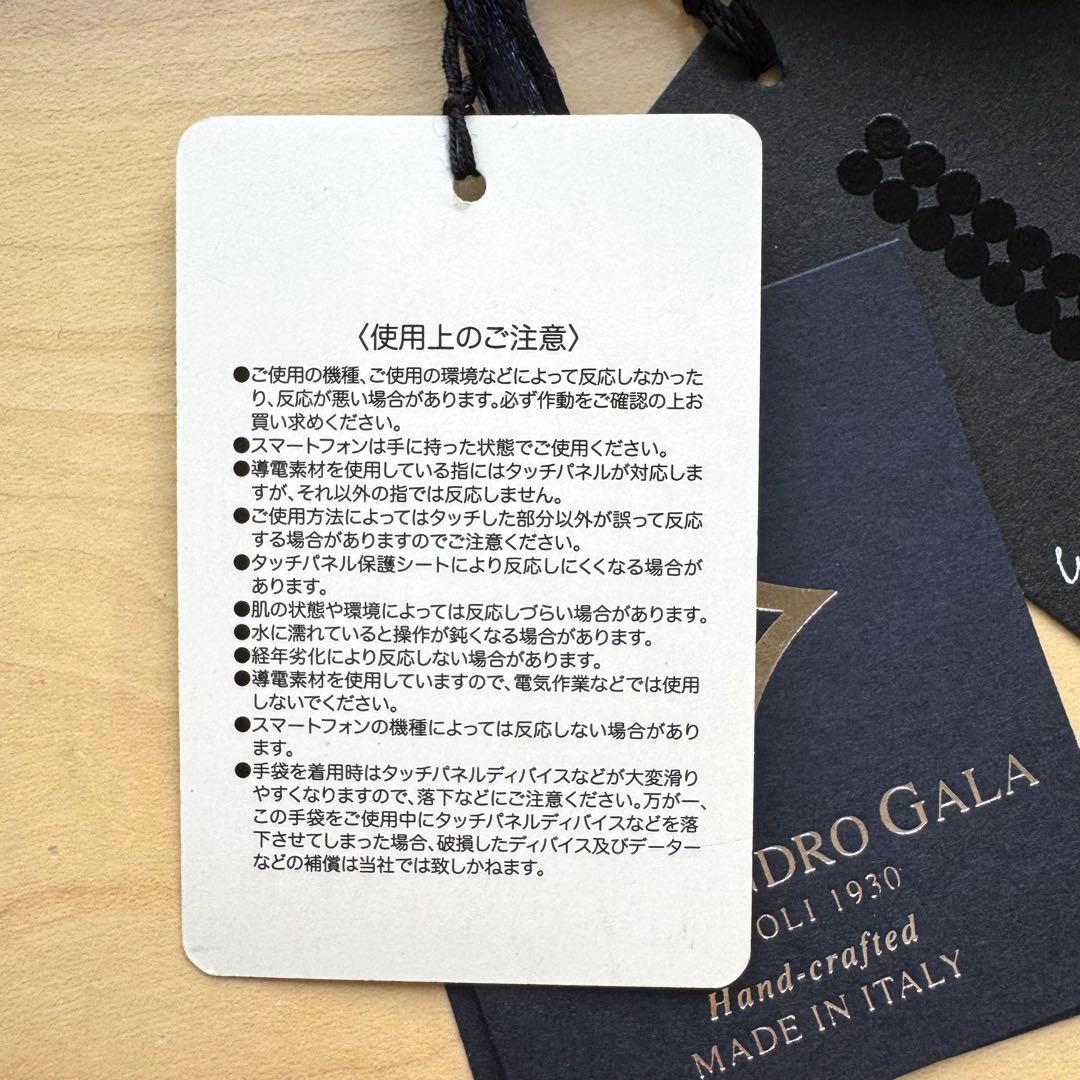 〈使用上のご注意〉
●ご使用の機種、ご使用の環境などによって反応しなかった
り、反応が悪い場合があります。必ず作動をご確認の上お
買い求めください。
●スマートフォンは手に持った状態でご使用ください。
●導電素材を使用している指にはタッチパネルが対応しま
すが、それ以外の指では反応しません。
●ご使用方法によってはタッチした部分以外が誤って反応
する場合がありますのでご注意ください。
●タッチパネル保護シートにより反応しにくくなる場合が
あります。
●肌の状態や環境によっては反応しづらい場合があります。
●水に濡れていると操作が鈍くなる場合があります。
●経年劣化により反応しない場合があります。
●導電素材を使用していますので、電気作業などでは使用
しないでください。
●スマートフォンの機種によっては反応しない場合があり
ます。
●手袋を着用時はタッチパネルディバイスなどが大変滑り
やすくなりますので、落下などにご注意ください。万が一、
この手袋をご使用中にタッチパネルディバイスなどを落
下させてしまった場合、破損したディバイス及びデーター
などの補償は当社では致しかねます。
NDRO GALA
OLI 1930
Hand-crafted
MADE IN ITALY